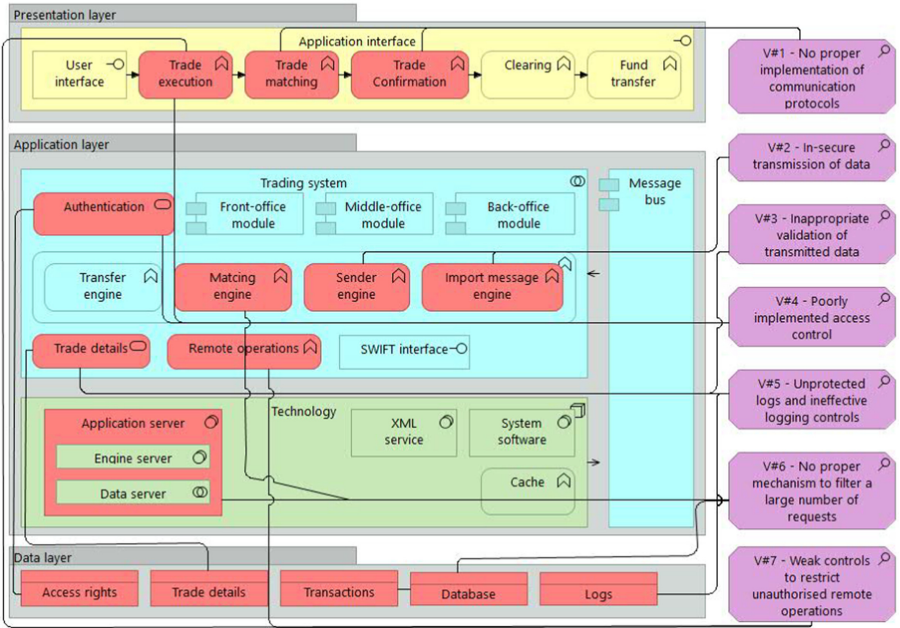 Presentation layer
Application interface
User
interface
Trade
execution
Trade
matching
Trade
Confirmation
Clearing
Fund
transfer
V#1 - No proper
implementation of
communication
protocols
Application layer
Trading system
Authentication
Front-office
module
Middle-office
module
Back-office
module
Message
bus
V#2 - In-secure
transmission of data
V#3 - Inappropriate
validation of
transmitted data
Transfer
engine
Matcing
engine
Sender
engine
Import message
engine
V#4 - Poorly
implemented access
control
Trade details
Remote operations
SWIFT interface
V#5 - Unprotected
logs and ineffective
logging controls
Technology
Application server
Engine server
Data server
XML
service
System
software
Cache
V#6 - No proper
mechanism to filter a
large number of
requests
Data layer
Access rights
Trade details
Transactions
Database
Logs
V#7 - Weak controls
to restrict
unauthorised remote
operations